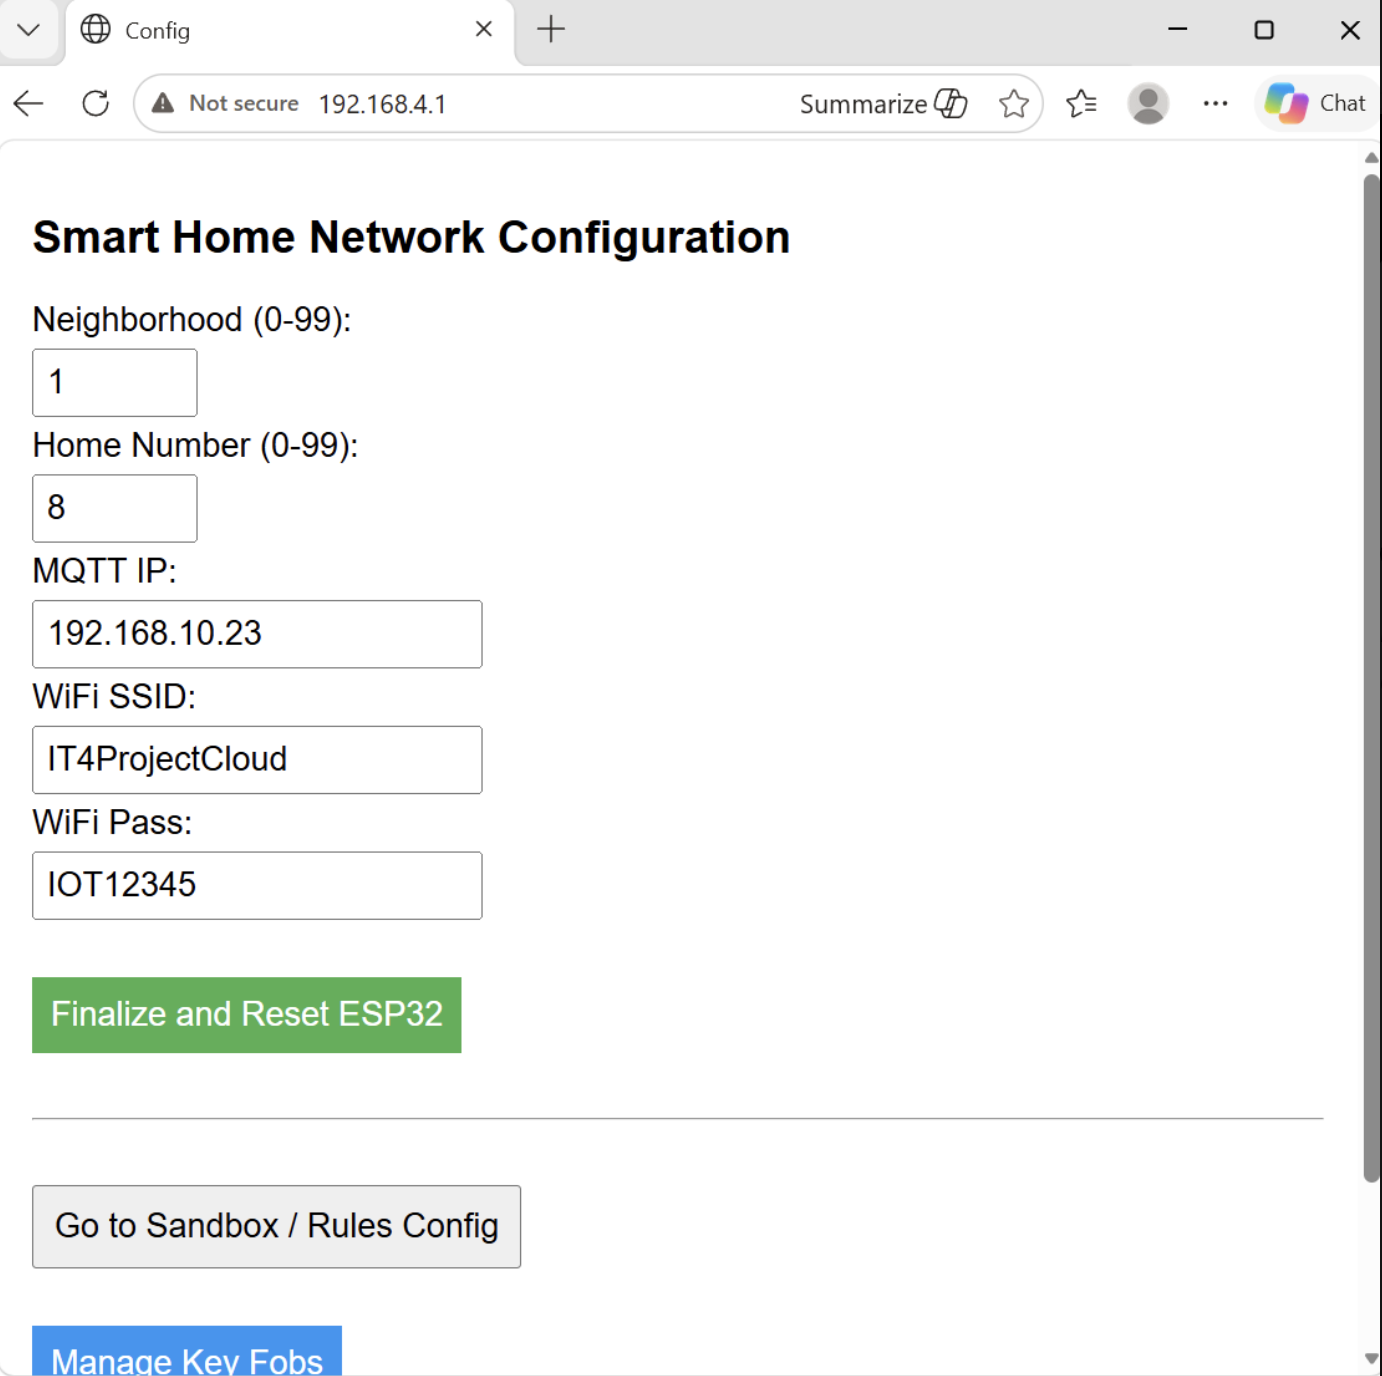 Config
Not secure 192.168.4.1 Summarize Chat
Smart Home Network Configuration
Neighborhood (0-99):
1
Home Number (0-99):
8
MQTT IP:
192.168.10.23
WiFi SSID:
IT4ProjectCloud
WiFi Pass:
IOT12345
Finalize and Reset ESP32
Go to Sandbox / Rules Config
Manage Key Fobs